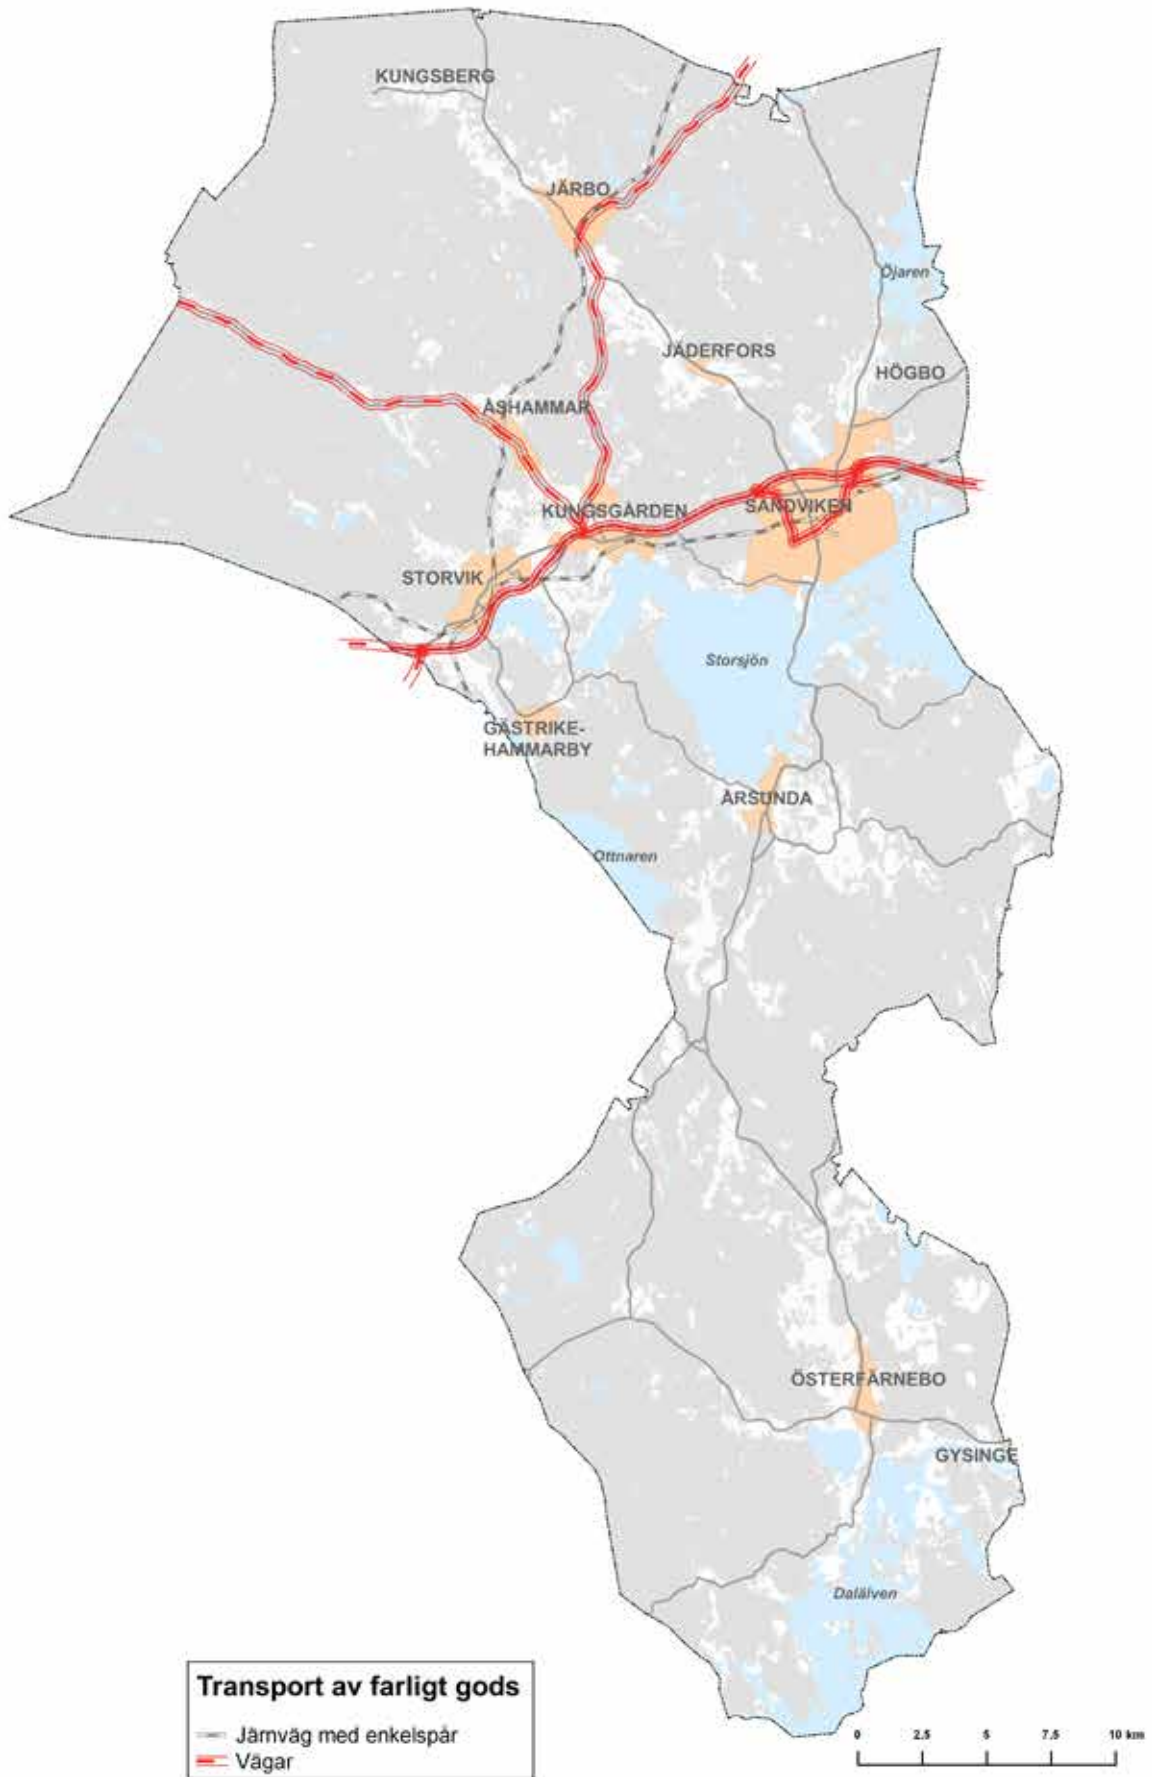 KUNGSBERG
JÄRBO
Öjaren
JÄDERFORS
HÖGBO
ÅSHAMMAR
SANDVIKEN
KUNGSGÅRDEN
STORVIK
Storsjön
GÄSTRIKE-
HAMMARBY
ÅRSUNDA
Ottnaren
ÖSTERFÄRNEBO
GYSINGE
Dalälven
Transport av farligt gods
Järnväg med enkelspår
Vägar
0 2,5 5 7,5 10 km